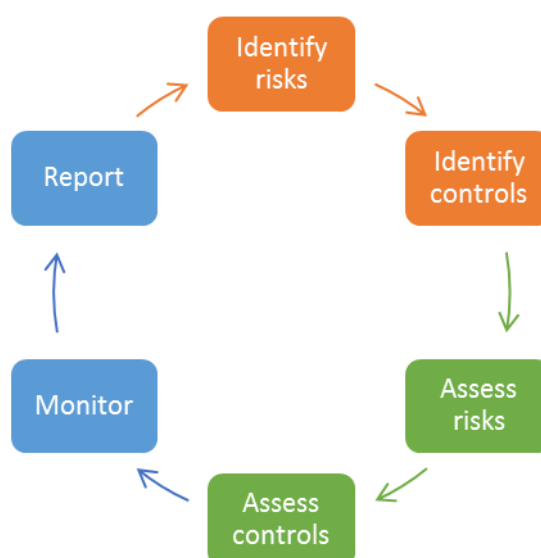 Identify
risks
Identify
controls
Assess
risks
Assess
controls
Monitor
Report